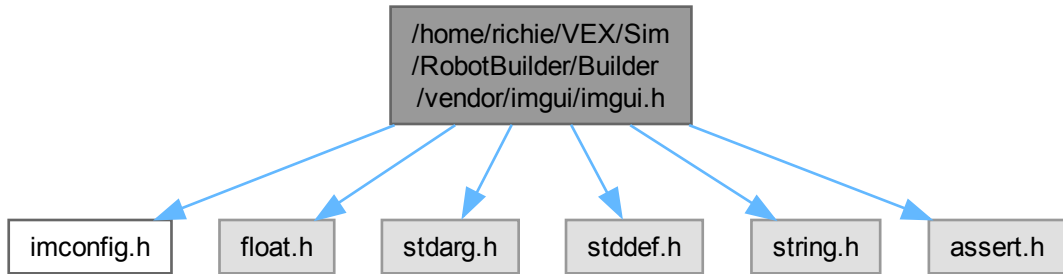 /home/richie/VEX/Sim
/RobotBuilder/Builder
/vendor/imgui/imgui.h
imconfig.h
float.h
stdarg.h
stddef.h
string.h
assert.h